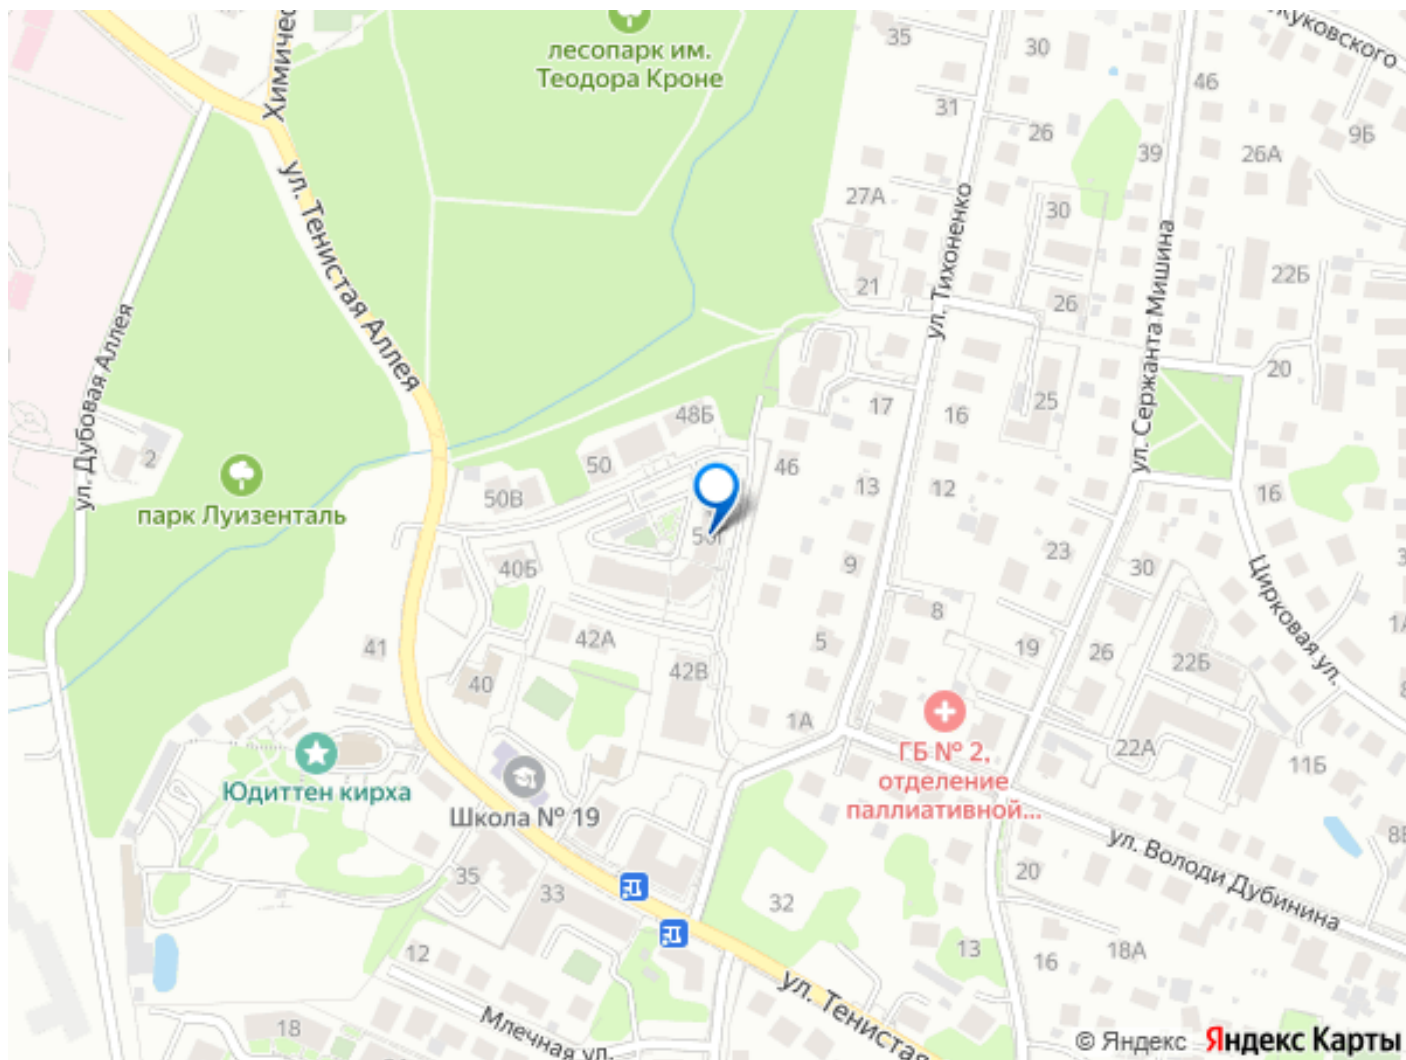 лесопарк им.
Теодора Кроне
35
30
46
31
26
39
26А
9Б
ул. Тенистая Аллея
27А
30
ул. Тихоненко
ул. Сержанта Мишина
22Б
21
26
ул. Дубовая Аллея
20
17
16
25
48Б
2
50
46
13
12
16
50В
парк Луизенталь
23
40Б
9
30
Цирковая ул.
8
42А
5
19
41
42В
26
22Б
40
1А
22А
11Б
ГБ № 2,
отделение
паллиативной...
Юдиттен кирха
Школа № 19
ул. Володи Дубинина
35
33
32
20
12
13
16
18А
ул. Тенистая
Млечная ул.
18
© Яндекс Яндекс Карты